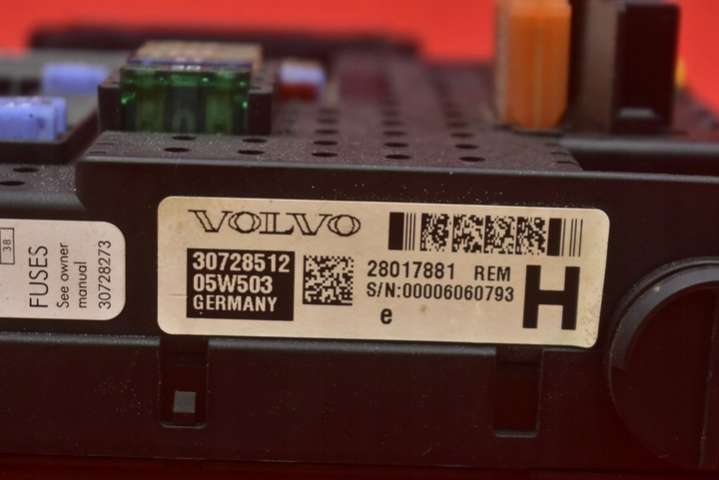 VOLVO
30728512
05W503
GERMANY
28017881 REM
S/N:00006060793
e
H
38
FUSES
See owner
manual
30728273